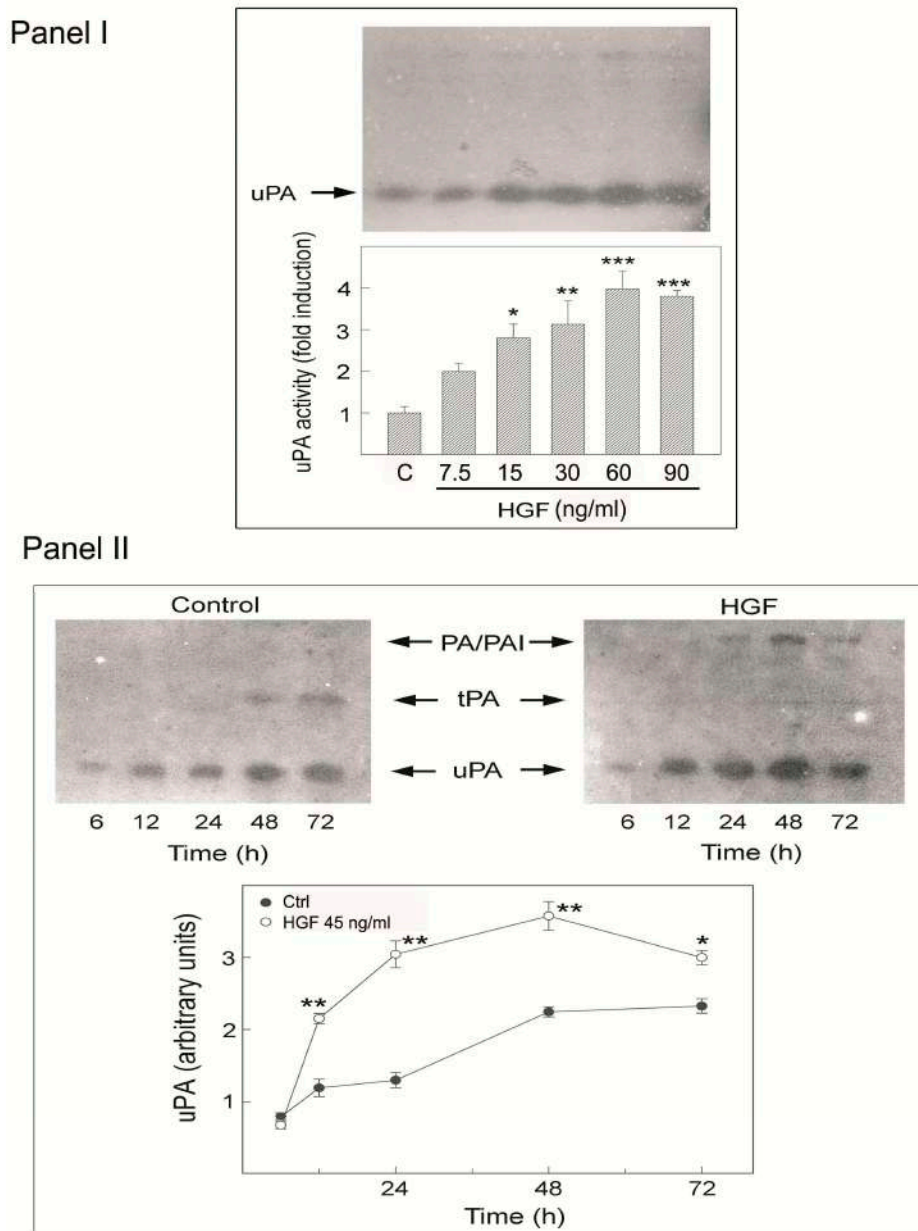 Panel I
uPA
uPA activity (fold induction)
4
3
2
1
*
**
***
***
C 7.5 15 30 60 90
HGF (ng/ml)
Panel II
Control
HGF
PA/PAI
tPA
uPA
6 12 24 48 72
Time (h)
6 12 24 48 72
Time (h)
Ctrl
HGF 45 ng/ml
uPA (arbitrary units)
3
2
1
**
**
**
*
24 48 72
Time (h)